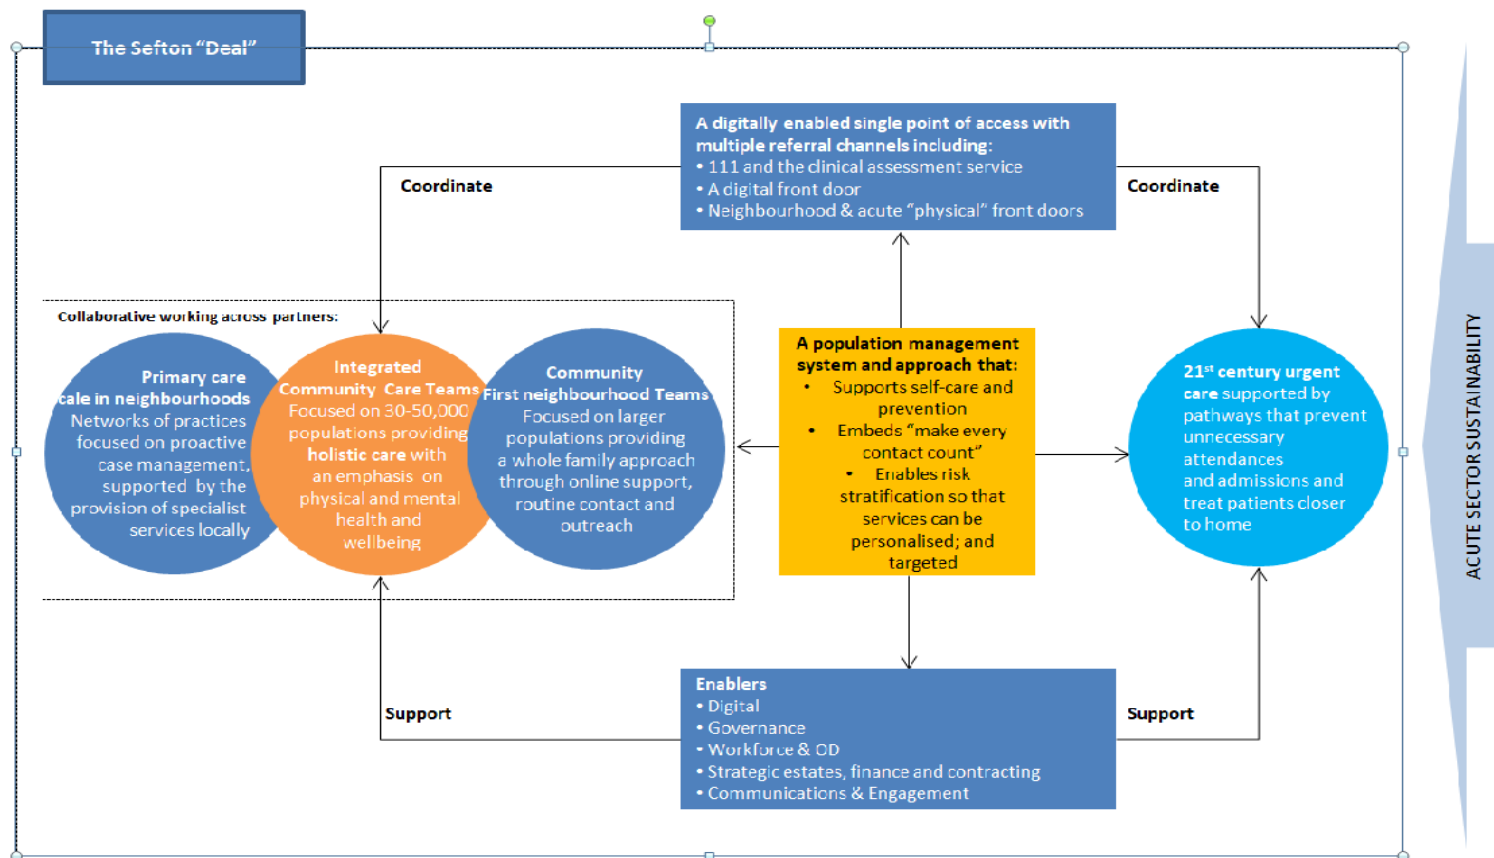 The Sefton “Deal”
A digitally enabled single point of access with
multiple referral channels including:
• 111 and the clinical assessment service
• A digital front door
• Neighbourhood & acute “physical” front doors
Coordinate
Coordinate
Collaborative working across partners:
Primary care
cale in neighbourhoods
Networks of practices
focused on proactive
case management,
supported by the
provision of specialist
services locally
Integrated
Community Care Teams
Focused on 30-50,000
populations providing
holistic care with
an emphasis on
physical and mental
health and
wellbeing
Community
First neighbourhood Teams
Focused on larger
populations providing
a whole family approach
through online support,
routine contact and
outreach
A population management
system and approach that:
• Supports self-care and
prevention
• Embeds “make every
contact count”
• Enables risk
stratification so that
services can be
personalised; and
targeted
21st century urgent
care supported by
pathways that prevent
unnecessary
attendances
and admissions and
treat patients closer
to home
ACUTE SECTOR SUSTAINABILITY
Support
Enablers
• Digital
• Governance
• Workforce & OD
• Strategic estates, finance and contracting
• Communications & Engagement
Support